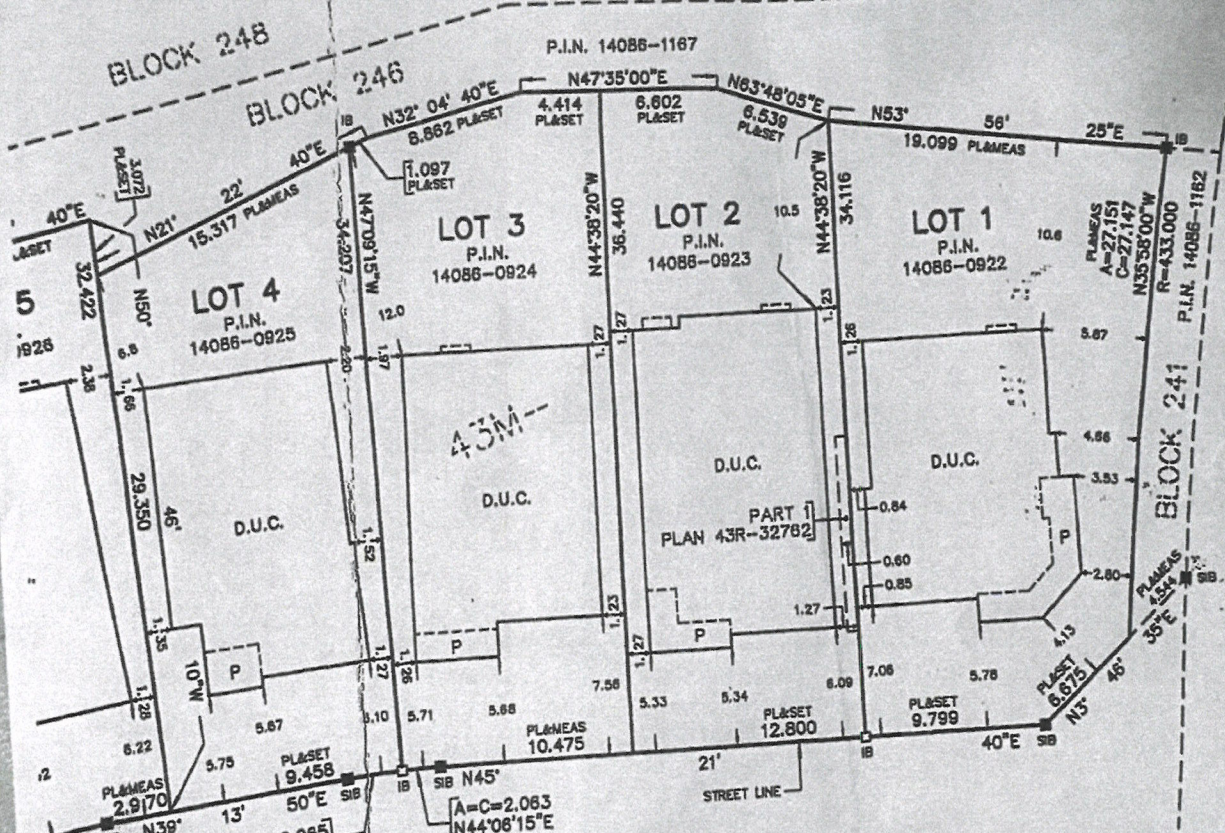 BLOCK 248
BLOCK 246
P.I.N. 14086-1167
N47°35'00"E
N63°48'05"E
N32° 04' 40"E
8.862 PL&SET
4.414
PL&SET
6.602
PL&SET
6.539
PL&SET
N53' 56' 25"E
19.099 PL&MEAS
IB
IB
1.097
PL&SET
3.072
PL&SET
40"E
&SET
N21' 22' 40"E
15.317 PL&MEAS
N50°
46'
10"W
32.422
29.350
5
LOT 4
P.I.N.
14086-0925
N47°09'15"W
34.207
LOT 3
P.I.N.
14086-0924
N44°38'20"W
36.440
LOT 2
P.I.N.
14086-0923
10.5
N44°38'20"W
34.116
LOT 1
P.I.N.
14086-0922
10.6
PL&MEAS
A=27.151
C=27.147
N35°58'00"W
R=433.000
P.I.N. 14086-1162
BLOCK 241
6.8
12.0
2.38
1.66
2.20
1.97
1.27
1.27
1.23
1.26
5.67
4.66
3.53
2.80
43M-
D.U.C.
D.U.C.
D.U.C.
D.U.C.
PART 1
PLAN 43R-32762
0.84
0.60
0.85
1.27
1.52
1.23
1.35
1.28
1.27
1.26
1.27
P
P
P
P
4.13
PL&MEAS
4.544
35"E
SIB
PL&SET
6.675
46'
N3°
6.22
5.75
5.67
5.10
5.71
5.68
7.56
5.33
5.34
6.09
7.06
5.76
PL&MEAS
2.9170
N39° 13' 50"E
PL&SET
9.458
SIB
IB
SIB
N45° 21' 40"E
PL&MEAS
10.475
PL&SET
12.800
IB
PL&SET
9.799
SIB
STREET LINE
A=C=2.063
N44°06'15"E